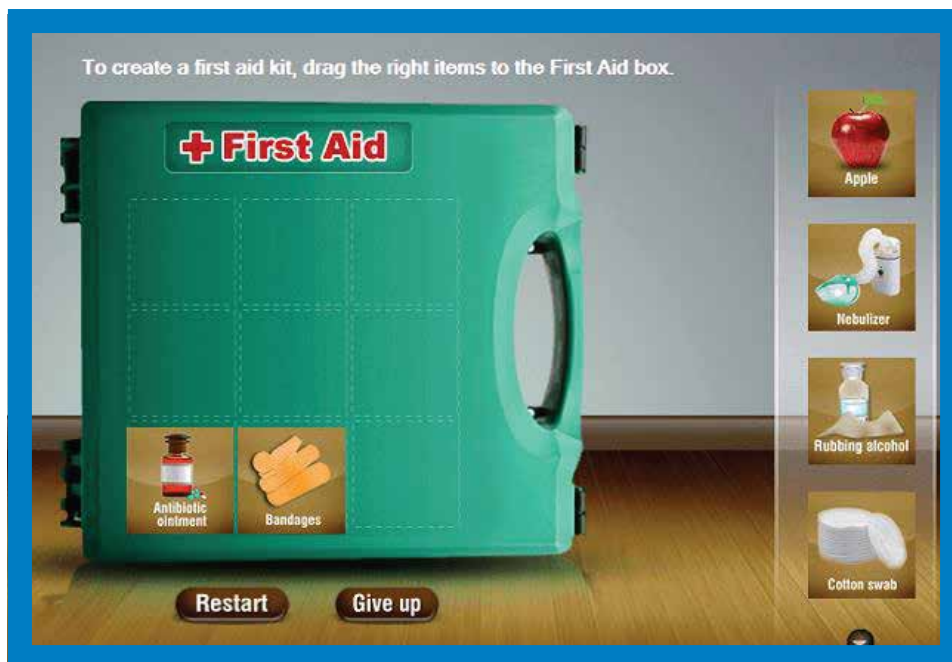 To create a first aid kit, drag the right items to the First Aid box.
First Aid
Apple
Nebulizer
Rubbing alcohol
Cotton swab
Antibiotic
ointment
Bandages
Restart
Give up